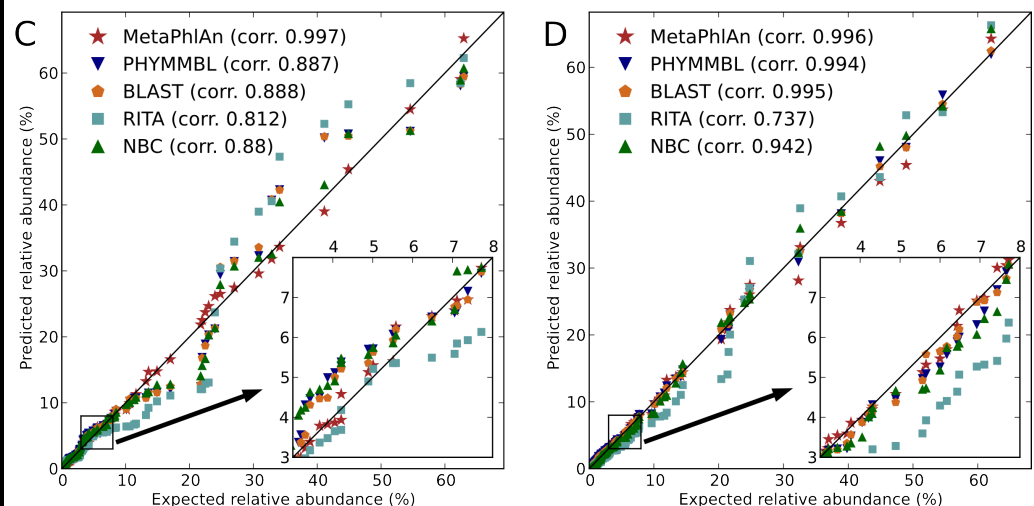 C
MetaPhlAn (corr. 0.997)
PHYMMBL (corr. 0.887)
BLAST (corr. 0.888)
RITA (corr. 0.812)
NBC (corr. 0.88)
Predicted relative abundance (%)
60
50
40
30
20
10
0
4 5 6 7 8
7
6
5
4
3
0 10 20 30 40 50 60
Expected relative abundance (%)
D
MetaPhlAn (corr. 0.996)
PHYMMBL (corr. 0.994)
BLAST (corr. 0.995)
RITA (corr. 0.737)
NBC (corr. 0.942)
Predicted relative abundance (%)
60
50
40
30
20
10
0
4 5 6 7 8
7
6
5
4
3
0 10 20 30 40 50 60
Expected relative abundance (%)